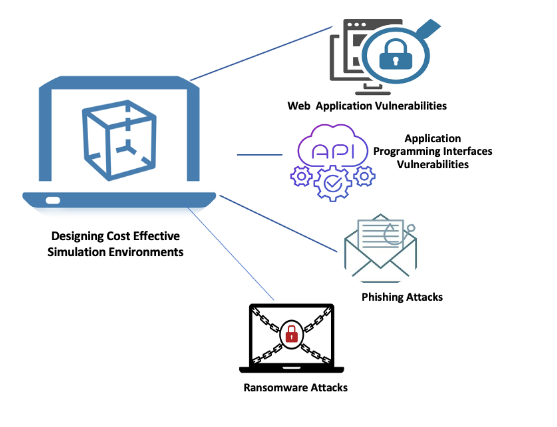 Web Application Vulnerabilities
API
Application
Programming Interfaces
Vulnerabilities
Designing Cost Effective
Simulation Environments
Phishing Attacks
Ransomware Attacks